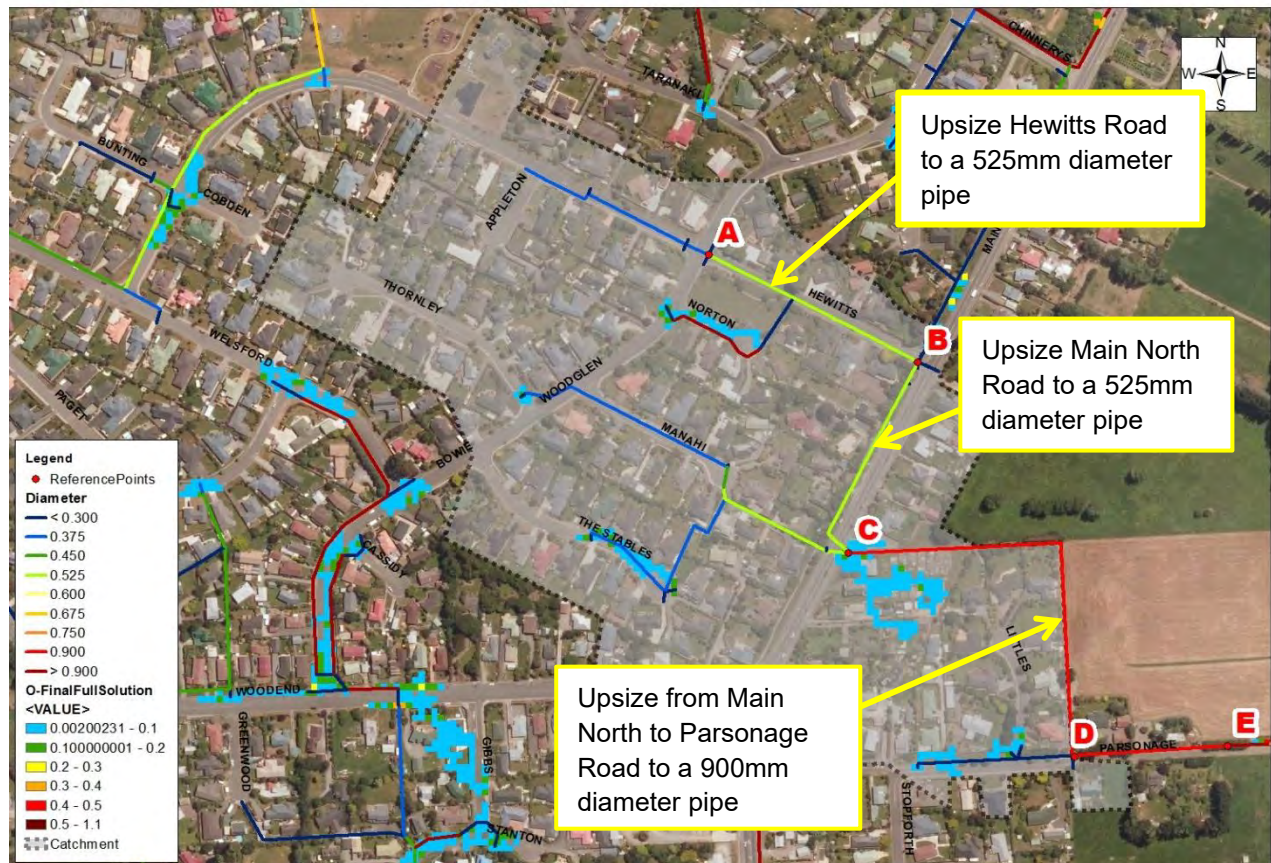 CHINNERYS
N
W E
S
TARANAKI
Upsize Hewitts Road
to a 525mm diameter
pipe
BUNTING
COBDEN
APPLETON
MAN
A
THORNLEY
HEWITTS
NORTON
B
WELSFORD
WOODGLEN
Upsize Main North
Road to a 525mm
diameter pipe
PAGET
MANAHI
BOWIE
Legend
ReferencePoints
Diameter
< 0.300
0.375
0.450
0.525
0.600
0.675
0.750
0.900
> 0.900
O-FinalFullSolution
<VALUE>
0.00200231 - 0.1
0.100000001 - 0.2
0.2 - 0.3
0.3 - 0.4
0.4 - 0.5
0.5 - 1.1
Catchment
THE STABLES
CASSIDY
C
LITTLES
Upsize from Main
North to Parsonage
Road to a 900mm
diameter pipe
WOODEND
GREENWOOD
GIBBS
STANTON
D
PARSONAGE
E
STOPFORTH